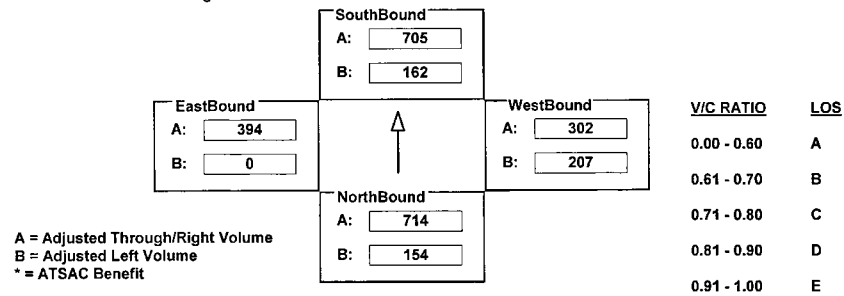 SouthBound
A: 705
B: 162
EastBound
A: 394
B: 0
WestBound
A: 302
B: 207
NorthBound
A: 714
B: 154
A = Adjusted Through/Right Volume
B = Adjusted Left Volume
* = ATSAC Benefit
V/C RATIO LOS
0.00 - 0.60 A
0.61 - 0.70 B
0.71 - 0.80 C
0.81 - 0.90 D
0.91 - 1.00 E